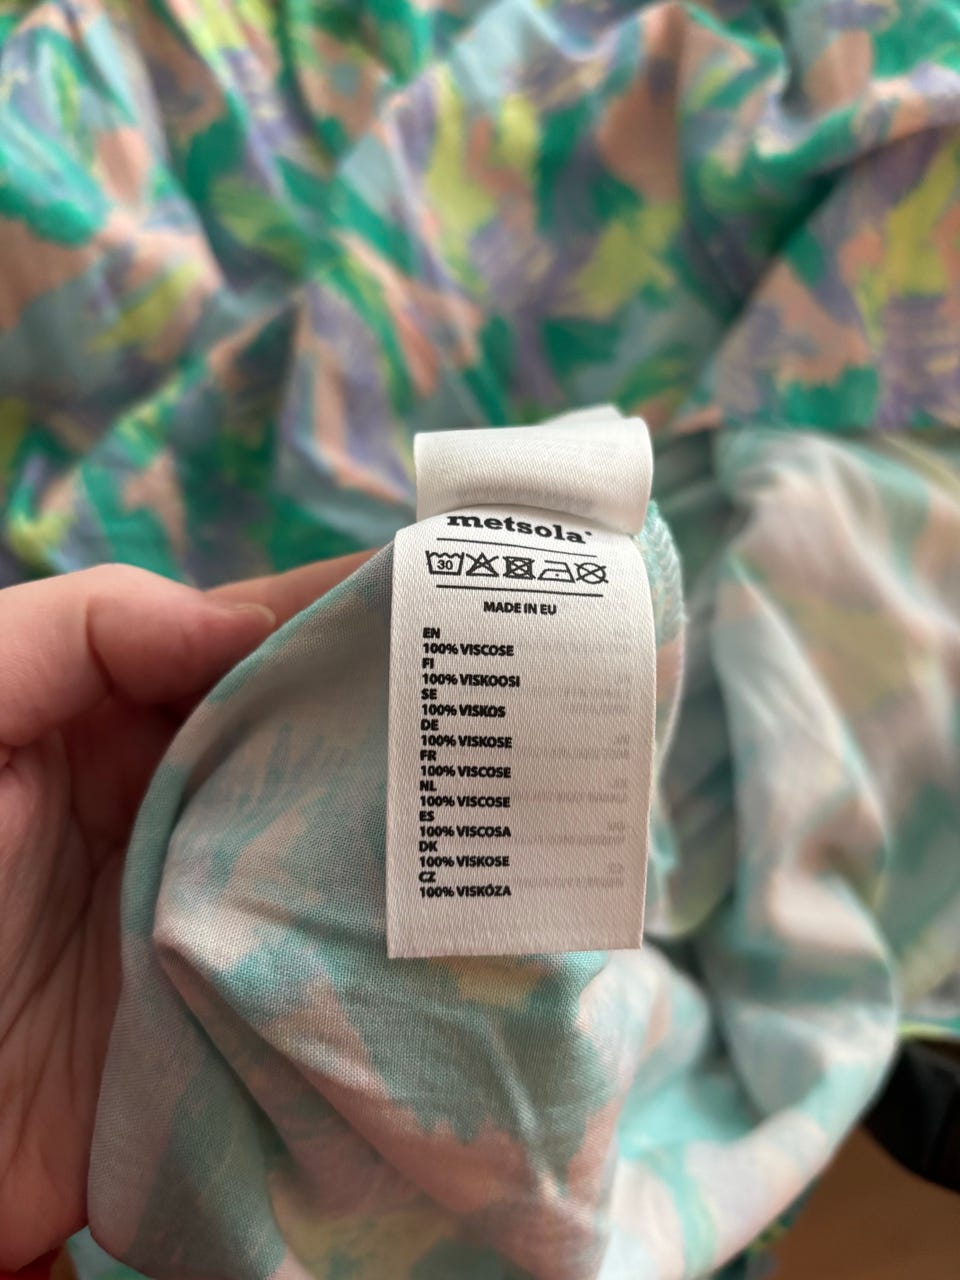 metsola®
30
MADE IN EU
EN
100% VISCOSE
FI
100% VISKOOSI
SE
100% VISKOS
DE
100% VISKOSE
FR
100% VISCOSE
NL
100% VISCOSE
ES
100% VISCOSA
DK
100% VISKOSE
CZ
100% VISKÓZA